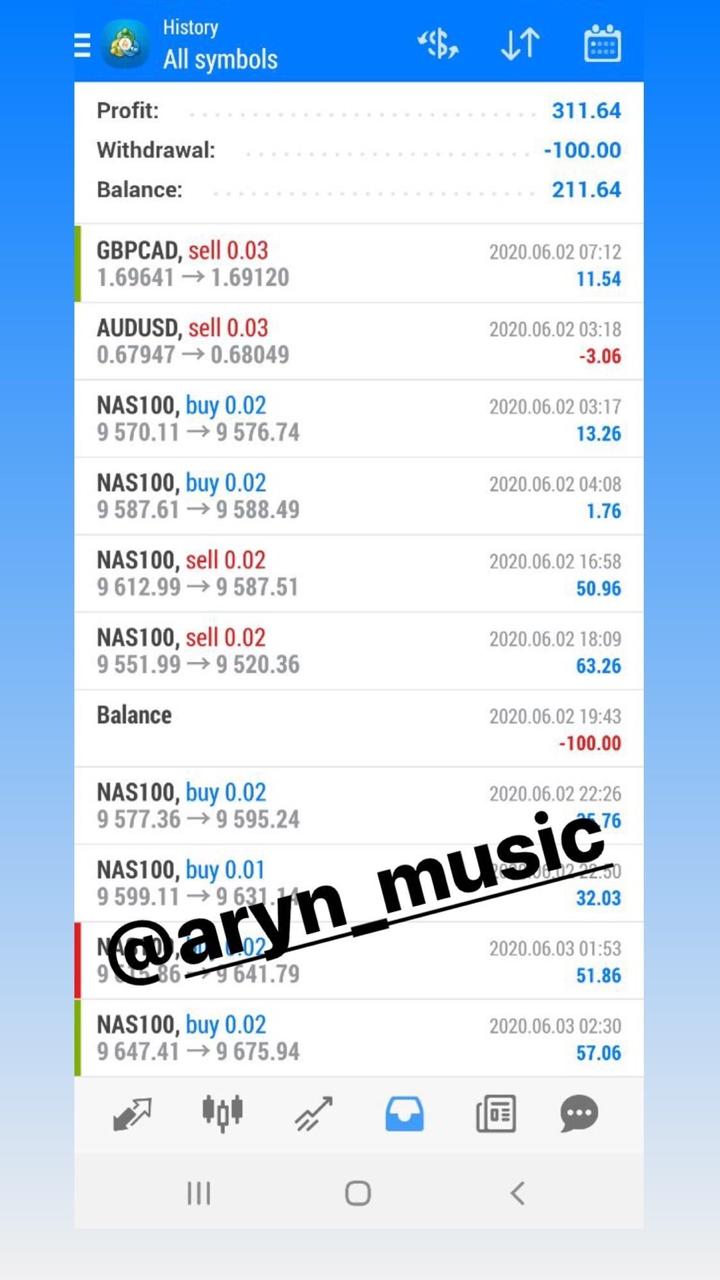 History
All symbols
Profit: 311.64
Withdrawal: -100.00
Balance: 211.64
GBPCAD, sell 0.03 2020.06.02 07:12
1.69641 → 1.69120 11.54
AUDUSD, sell 0.03 2020.06.02 03:18
0.67947 → 0.68049 -3.06
NAS100, buy 0.02 2020.06.02 03:17
9 570.11 → 9 576.74 13.26
NAS100, buy 0.02 2020.06.02 04:08
9 587.61 → 9 588.49 1.76
NAS100, sell 0.02 2020.06.02 16:58
9 612.99 → 9 587.51 50.96
NAS100, sell 0.02 2020.06.02 18:09
9 551.99 → 9 520.36 63.26
Balance 2020.06.02 19:43
-100.00
NAS100, buy 0.02 2020.06.02 22:26
9 577.36 → 9 595.24
NAS100, buy 0.01
9 599.11 → 9 631.14 32.03
@aryn_music
0.02 2020.06.03 01:53
→ 9 641.79 51.86
NAS100, buy 0.02 2020.06.03 02:30
9 647.41 → 9 675.94 57.06